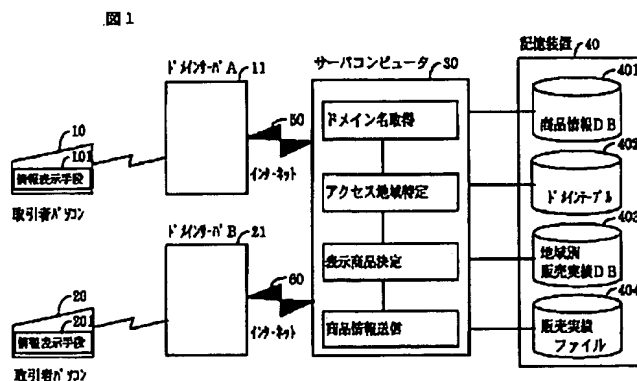 図1
ドメインサーバA 11
サーバコンピュータ 30
記憶装置 40
401
商品情報DB
402
ドメインテーブル
403
地域別
販売実績DB
404
販売実績
ファイル
ドメイン名取得
アクセス地域特定
表示商品決定
商品情報送信
50
インターネット
10
101
情報表示手段
取引者パソコン
ドメインサーバB 21
60
インターネット
20
201
情報表示手段
取引者パソコン